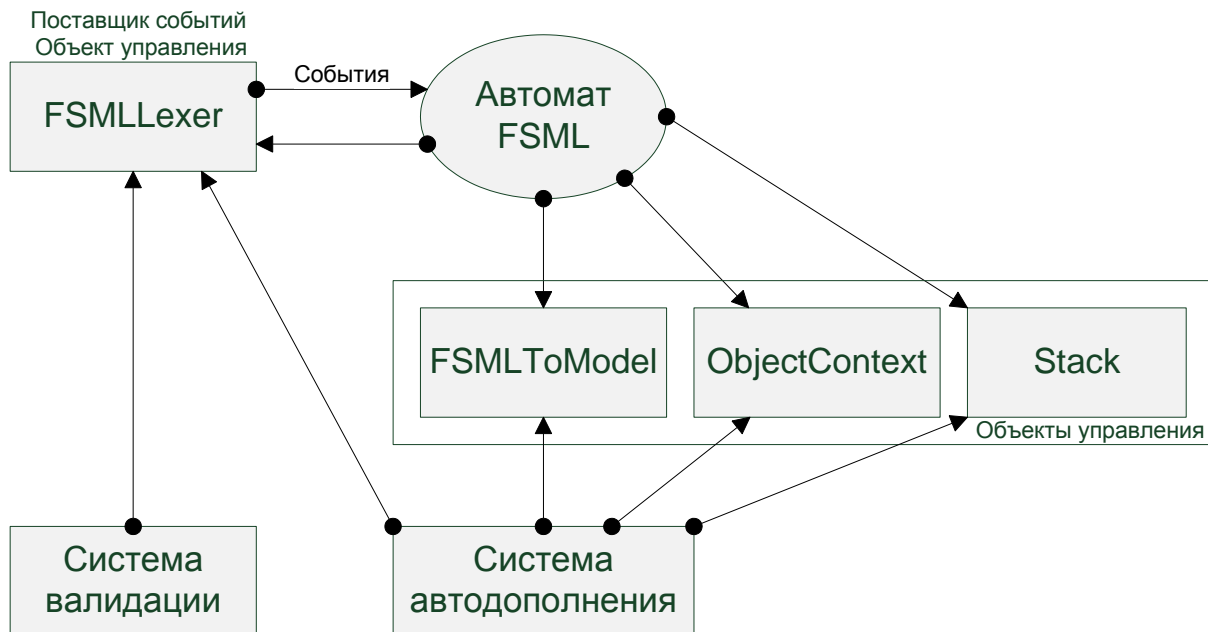 Поставщик событий
Объект управления
FSMLLexer
События
Автомат
FSML
FSMLToModel
ObjectContext
Stack
Объекты управления
Система
валидации
Система
автодополнения